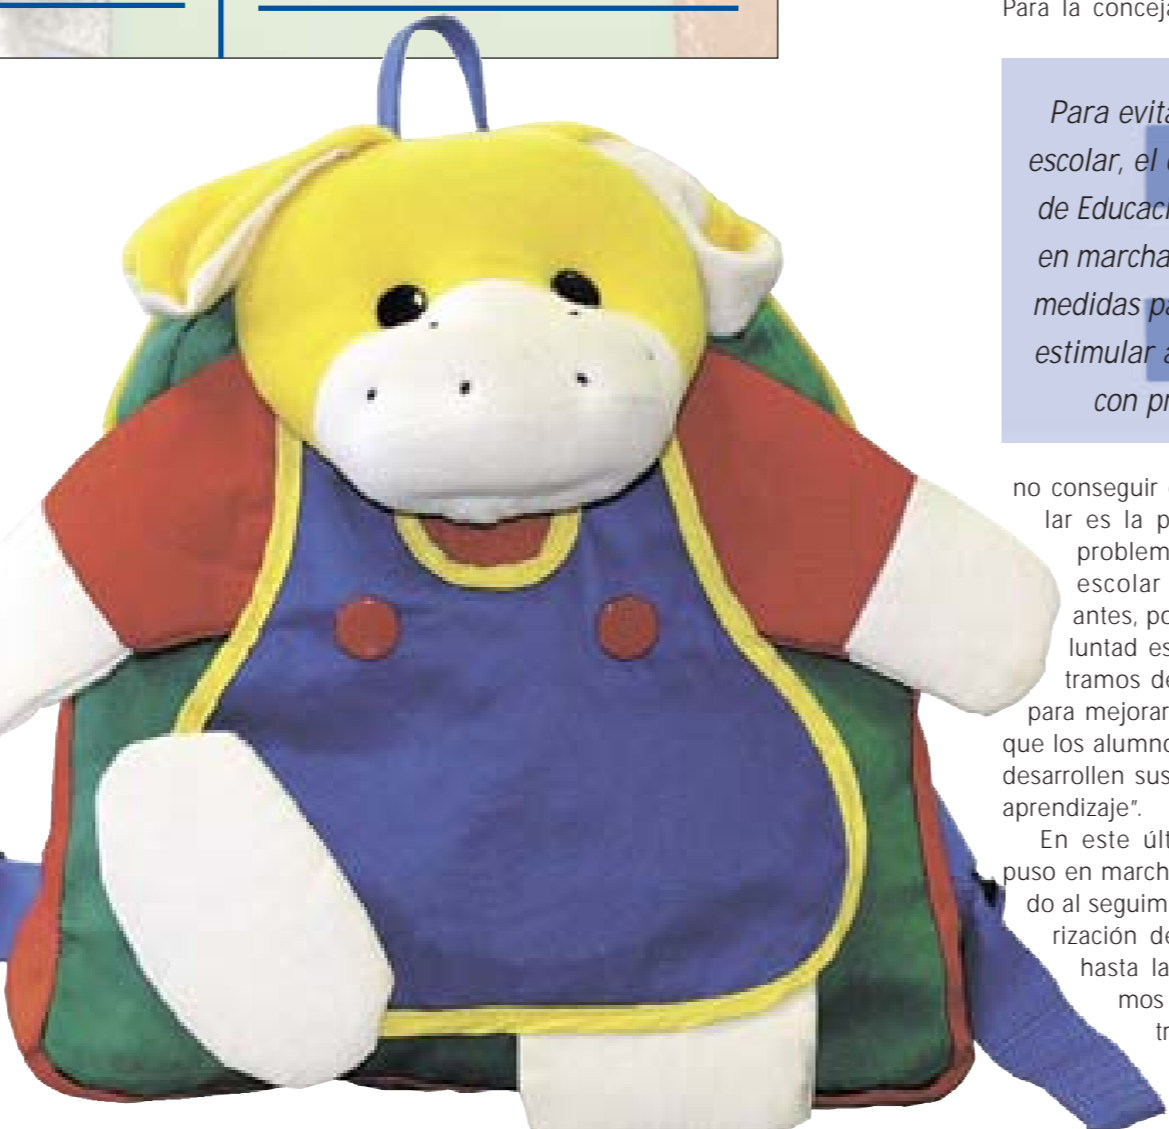 Para la conceja
Para evita
escolar, el
de Educaci
en marcha
medidas pa
estimular a
con pr
no conseguir
lar es la p
problem
escolar
antes, po
luntad es
tramos de
para mejorar
que los alumno
desarrollen sus
aprendizaje”.
En este últ
puso en march
do al seguim
rización de
hasta la
mos
tr